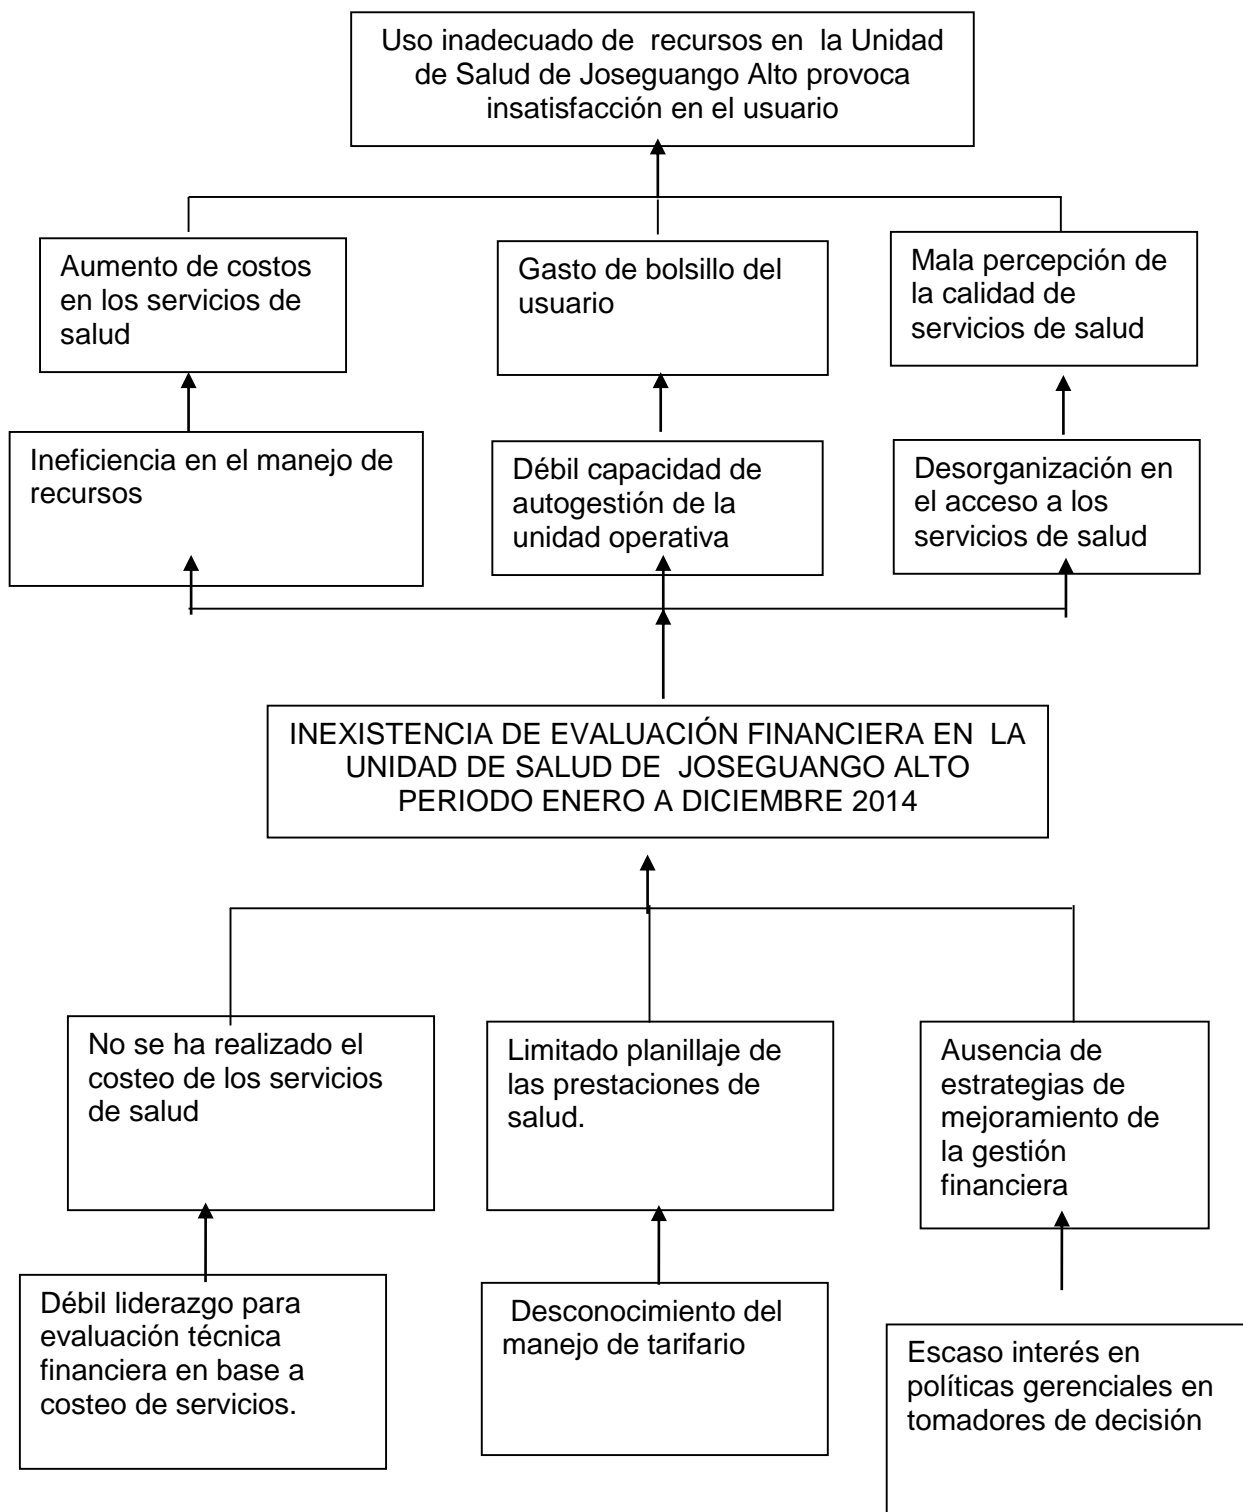 Uso inadecuado de recursos en la Unidad
de Salud de Joseguango Alto provoca
insatisfacción en el usuario
Aumento de costos
en los servicios de
salud
Gasto de bolsillo del
usuario
Mala percepción de
la calidad de
servicios de salud
Ineficiencia en el manejo de
recursos
Débil capacidad de
autogestión de la
unidad operativa
Desorganización en
el acceso a los
servicios de salud
INEXISTENCIA DE EVALUACIÓN FINANCIERA EN LA
UNIDAD DE SALUD DE JOSEGUANGO ALTO
PERIODO ENERO A DICIEMBRE 2014
No se ha realizado el
costeo de los servicios
de salud
Limitado planillaje de
las prestaciones de
salud.
Ausencia de
estrategias de
mejoramiento de
la gestión
financiera
Débil liderazgo para
evaluación técnica
financiera en base a
costeo de servicios.
Desconocimiento del
manejo de tarifario
Escaso interés en
políticas gerenciales en
tomadores de decisión